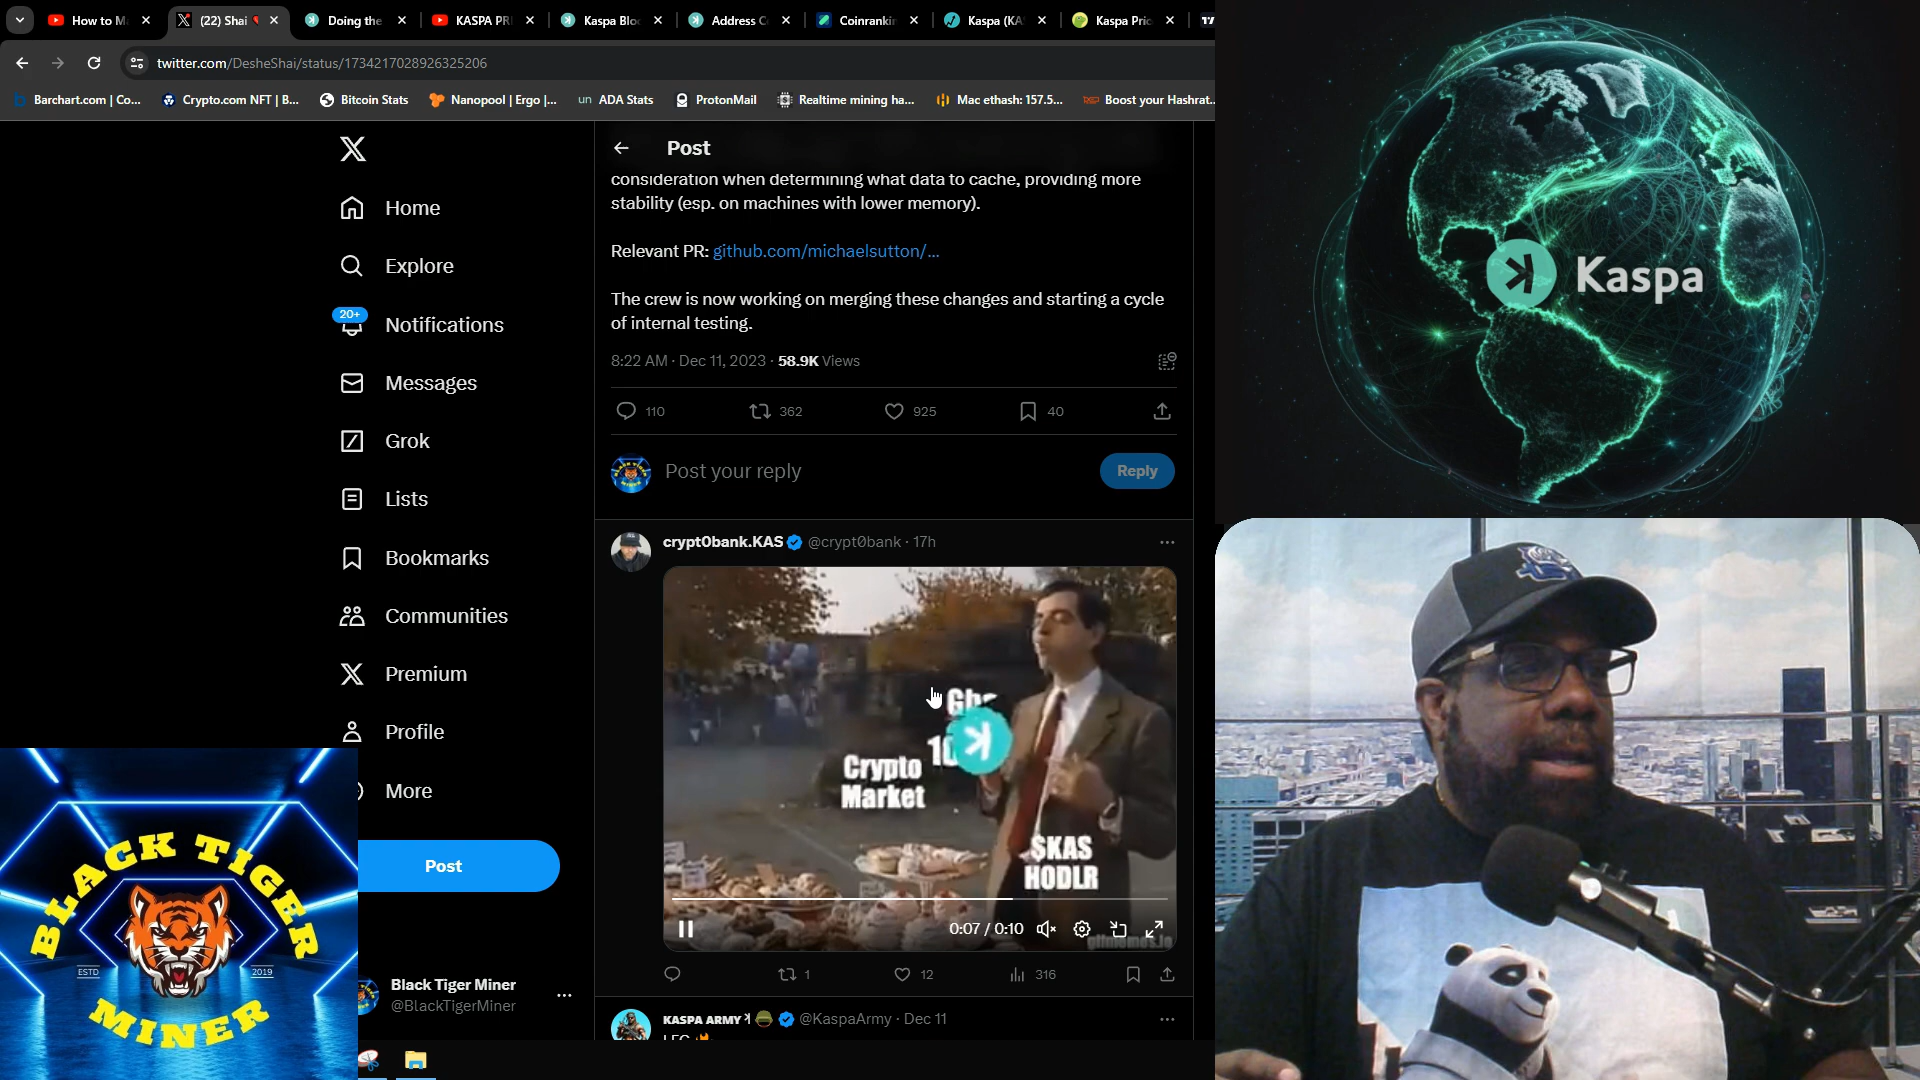 How to M
(22) Shai
Doing the
KASPA PRI
Kaspa Blo
Address C
Coinrankin
Kaspa (KA
Kaspa Pric
twitter.com/DesheShai/status/1734217028926325206
Barchart.com | Co...
Crypto.com NFT | B...
Bitcoin Stats
Nanopool | Ergo |...
ADA Stats
ProtonMail
Realtime mining ha...
Mac ethash: 157.5...
Boost your Hashrat...
Post
consideration when determining what data to cache, providing more
stability (esp. on machines with lower memory).
Relevant PR: github.com/michaelsutton/...
The crew is now working on merging these changes and starting a cycle
of internal testing.
8:22 AM · Dec 11, 2023 · 58.9K Views
110
362
925
40
Post your reply
Reply
Home
Explore
20+
Notifications
Messages
Grok
Lists
Bookmarks
Communities
Premium
Profile
More
Post
Black Tiger Miner
@BlackTigerMiner
crypt0bank.KAS @crypt0bank · 17h
Crypto
Market
$KAS
HODLR
0:07 / 0:10
1
12
316
KASPA ARMY @KaspaArmy · Dec 11
Kaspa
BLACK TIGER
ESTD
2019
MINER